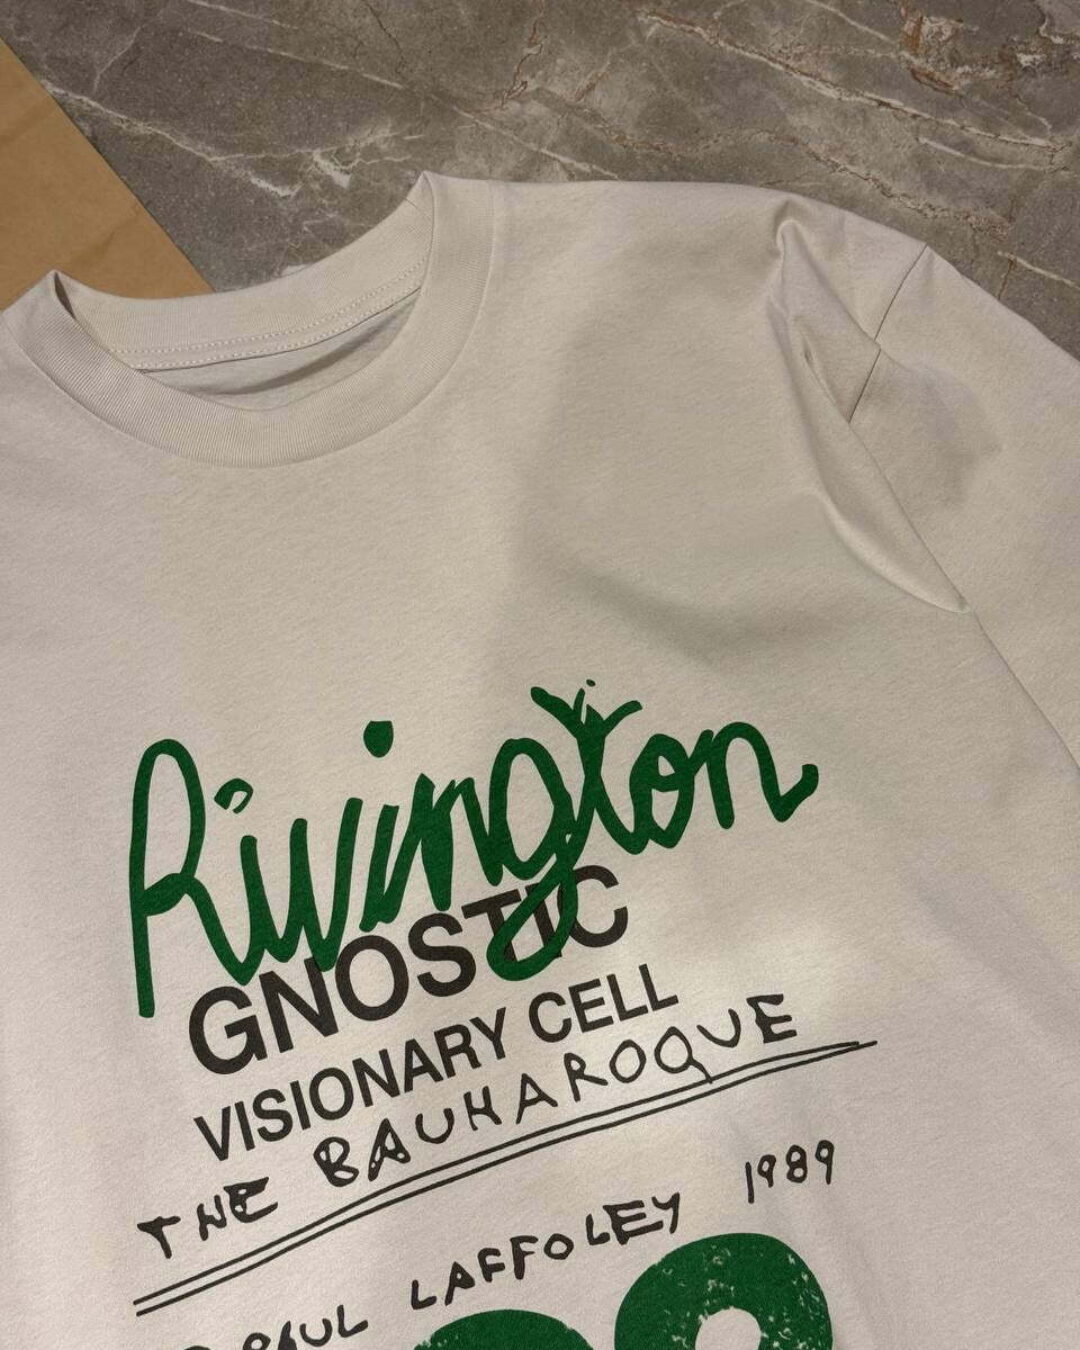 Rivington
GNOSTIC
VISIONARY CELL
THE BAUHAROQUE
PAUL LAFFOLEY 1989